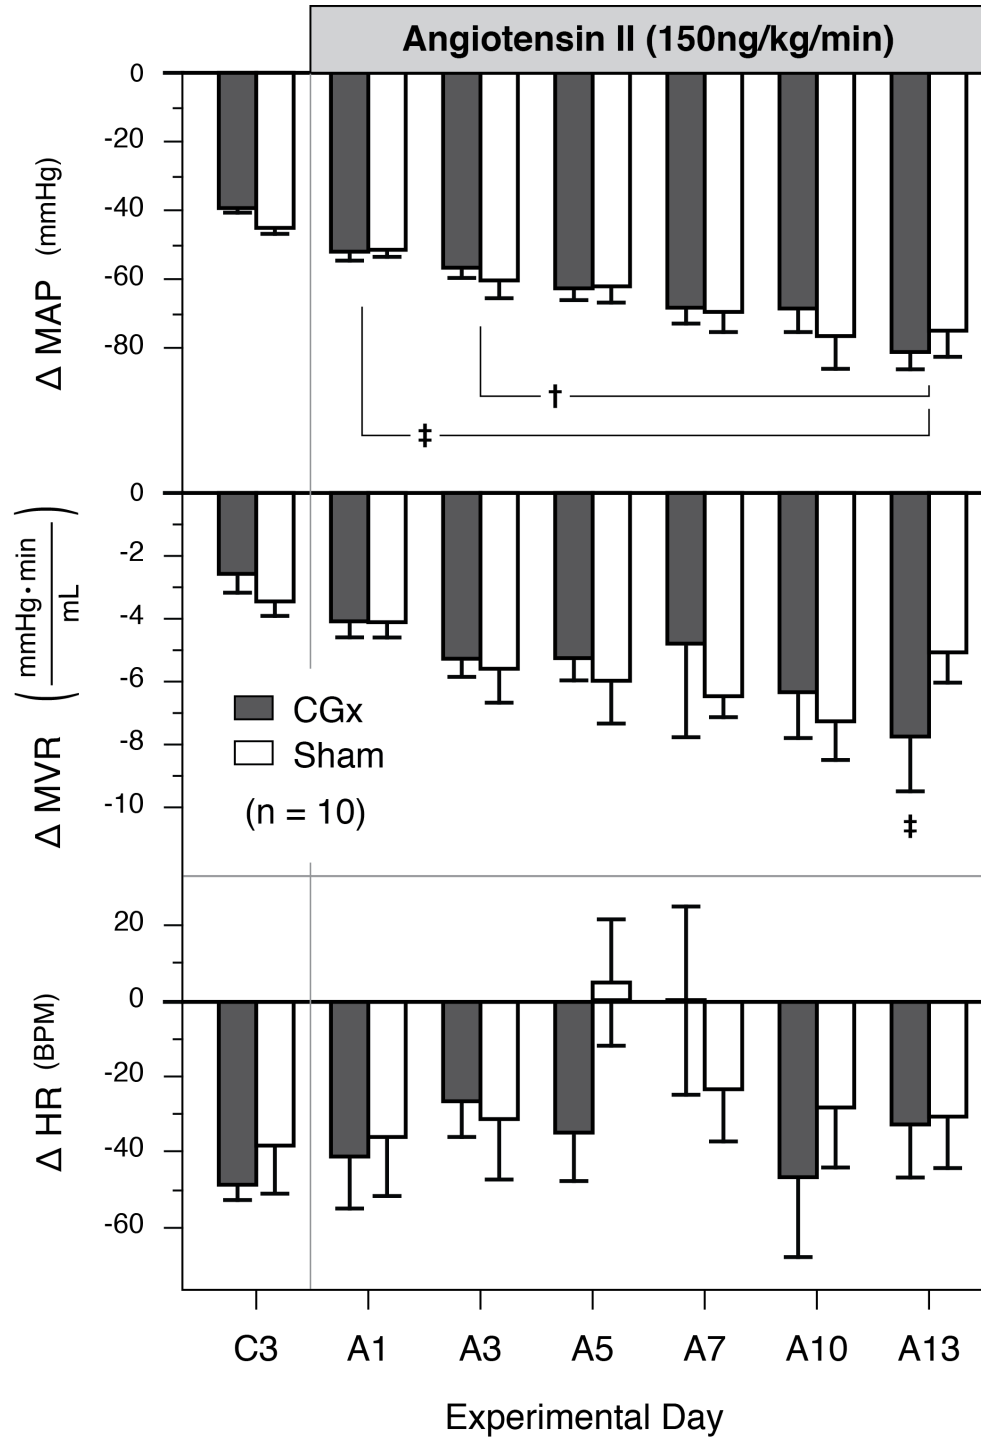 Angiotensin II (150ng/kg/min)
0
-20
-40
-60
-80
Δ MAP (mmHg)
†
‡
0
-2
-4
-6
-8
-10
Δ MVR (mmHg·min / mL)
CGx
Sham
(n = 10)
‡
20
0
-20
-40
-60
Δ HR (BPM)
C3 A1 A3 A5 A7 A10 A13
Experimental Day